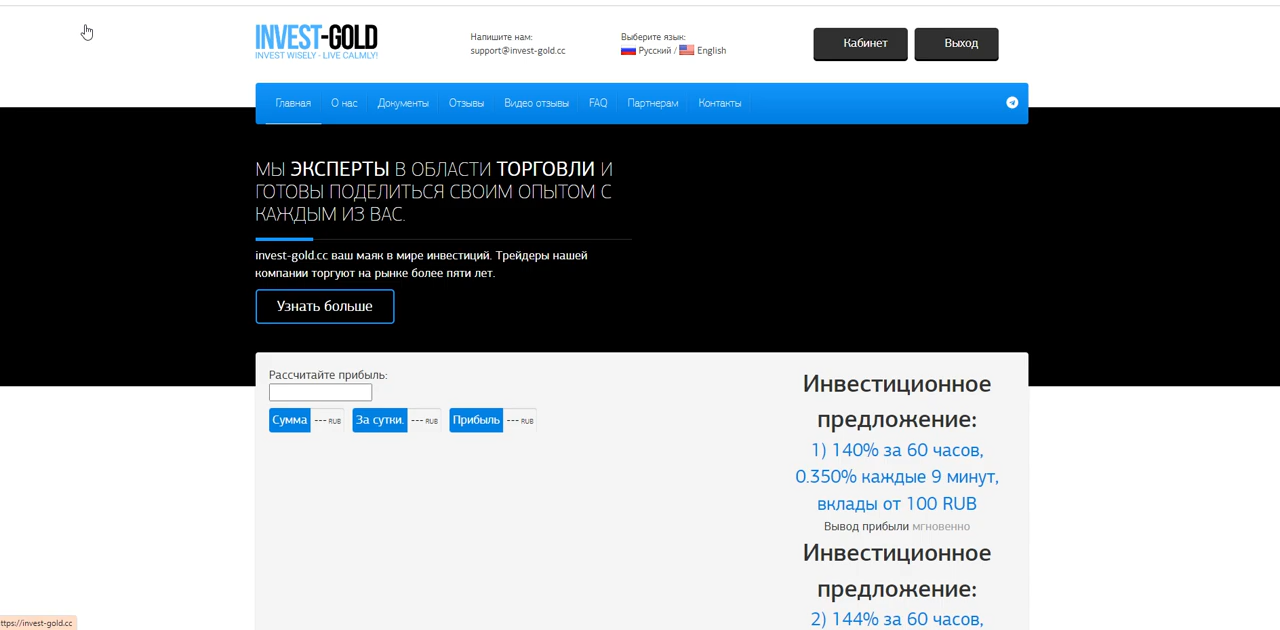 INVEST-GOLD
INVEST WISELY - LIVE CALMLY!
Напишите нам:
support@invest-gold.cc
Выберите язык:
Русский / English
Кабинет
Выход
Главная
О нас
Документы
Отзывы
Видео отзывы
FAQ
Партнерам
Контакты
МЫ ЭКСПЕРТЫ В ОБЛАСТИ ТОРГОВЛИ И
ГОТОВЫ ПОДЕЛИТЬСЯ СВОИМ ОПЫТОМ С
КАЖДЫМ ИЗ ВАС.
invest-gold.cc ваш маяк в мире инвестиций. Трейдеры нашей
компании торгуют на рынке более пяти лет.
Узнать больше
Рассчитайте прибыль:
Сумма --- RUB
За сутки. --- RUB
Прибыль --- RUB
Инвестиционное
предложение:
1) 140% за 60 часов,
0.350% каждые 9 минут,
вклады от 100 RUB
Вывод прибыли мгновенно
Инвестиционное
предложение:
2) 144% за 60 часов,
ttps://invest-gold.cc